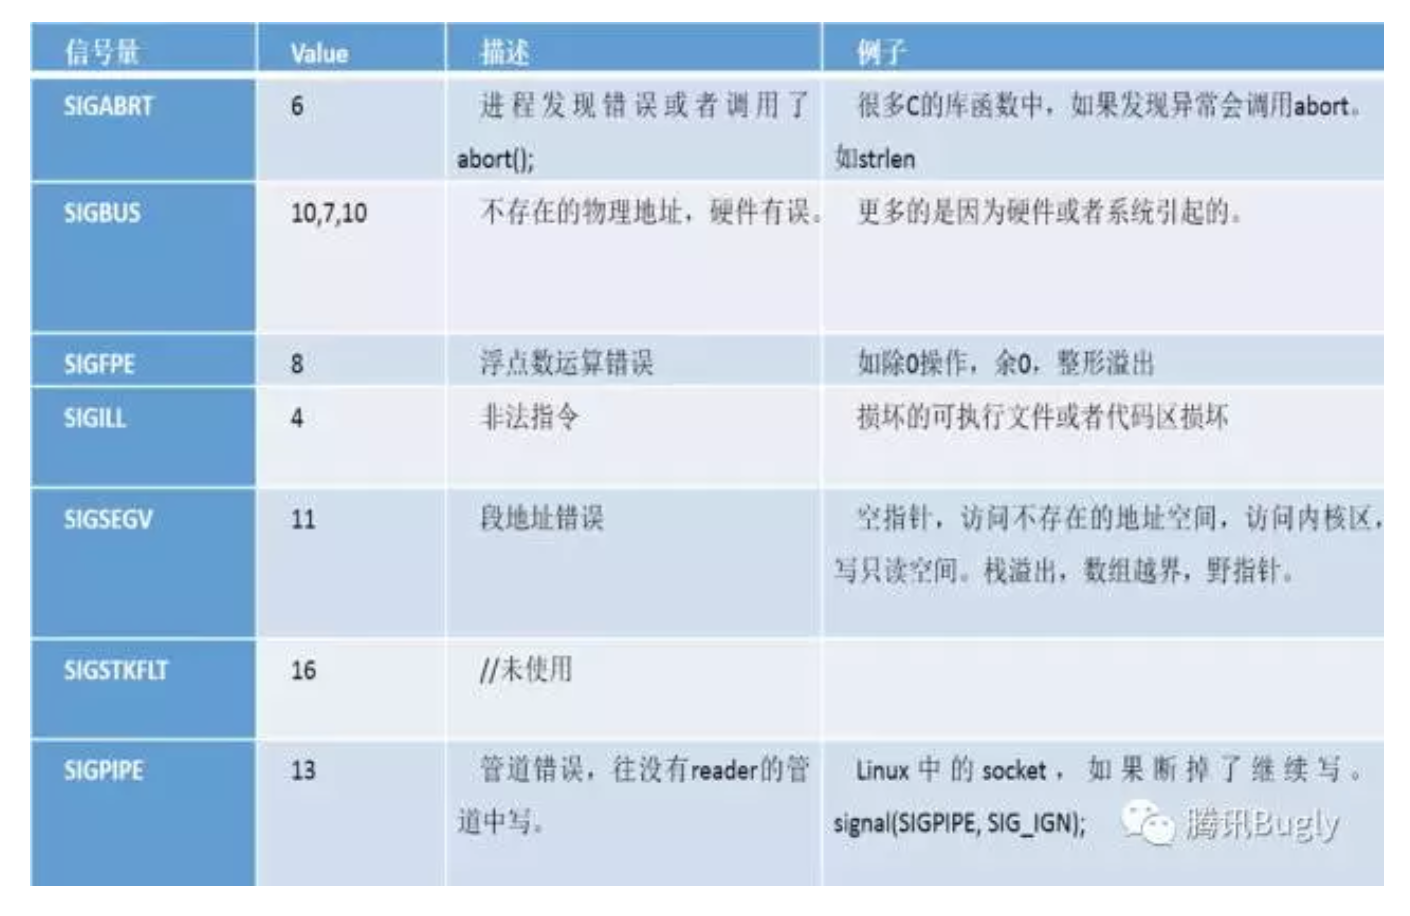 信号量 Value 描述 例子
SIGABRT 6 进程发现错误或者调用了 很多C的库函数中，如果发现异常会调用abort。
abort(); 如strlen
SIGBUS 10,7,10 不存在的物理地址，硬件有误。 更多的是因为硬件或者系统引起的。
SIGFPE 8 浮点数运算错误 如除0操作，余0，整形溢出
SIGILL 4 非法指令 损坏的可执行文件或者代码区损坏
SIGSEGV 11 段地址错误 空指针，访问不存在的地址空间，访问内核区，
写只读空间。栈溢出，数组越界，野指针。
SIGSTKFLT 16 //未使用
SIGPIPE 13 管道错误，往没有reader的管 Linux中的socket，如果断掉了继续写。
道中写。 signal(SIGPIPE, SIG_IGN);
腾讯Bugly